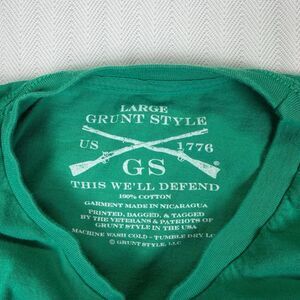 LARGE
GRUNT STYLE
US 1776
GS®
THIS WE'LL DEFEND
100% COTTON
GARMENT MADE IN NICARAGUA
PRINTED, BAGGED, & TAGGED
BY THE VETERANS & PATRIOTS OF
GRUNT STYLE IN THE USA
MACHINE WASH COLD - TUMBLE DRY LO
© GRUNT STYLE, LLC